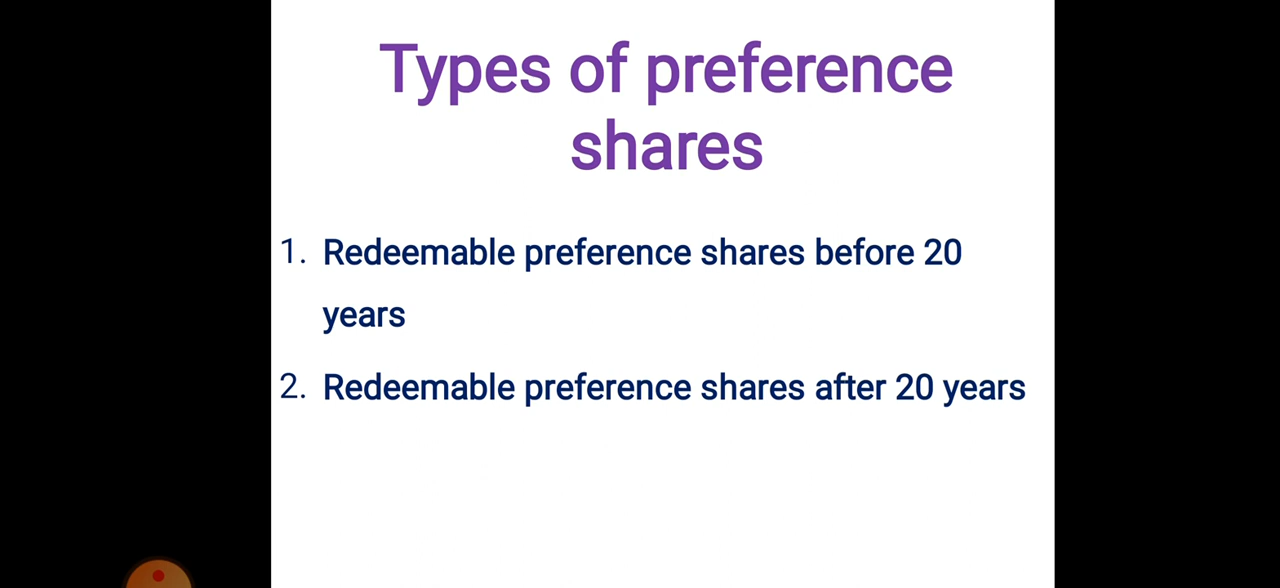 Types of preference
shares
1. Redeemable preference shares before 20
years
2. Redeemable preference shares after 20 years